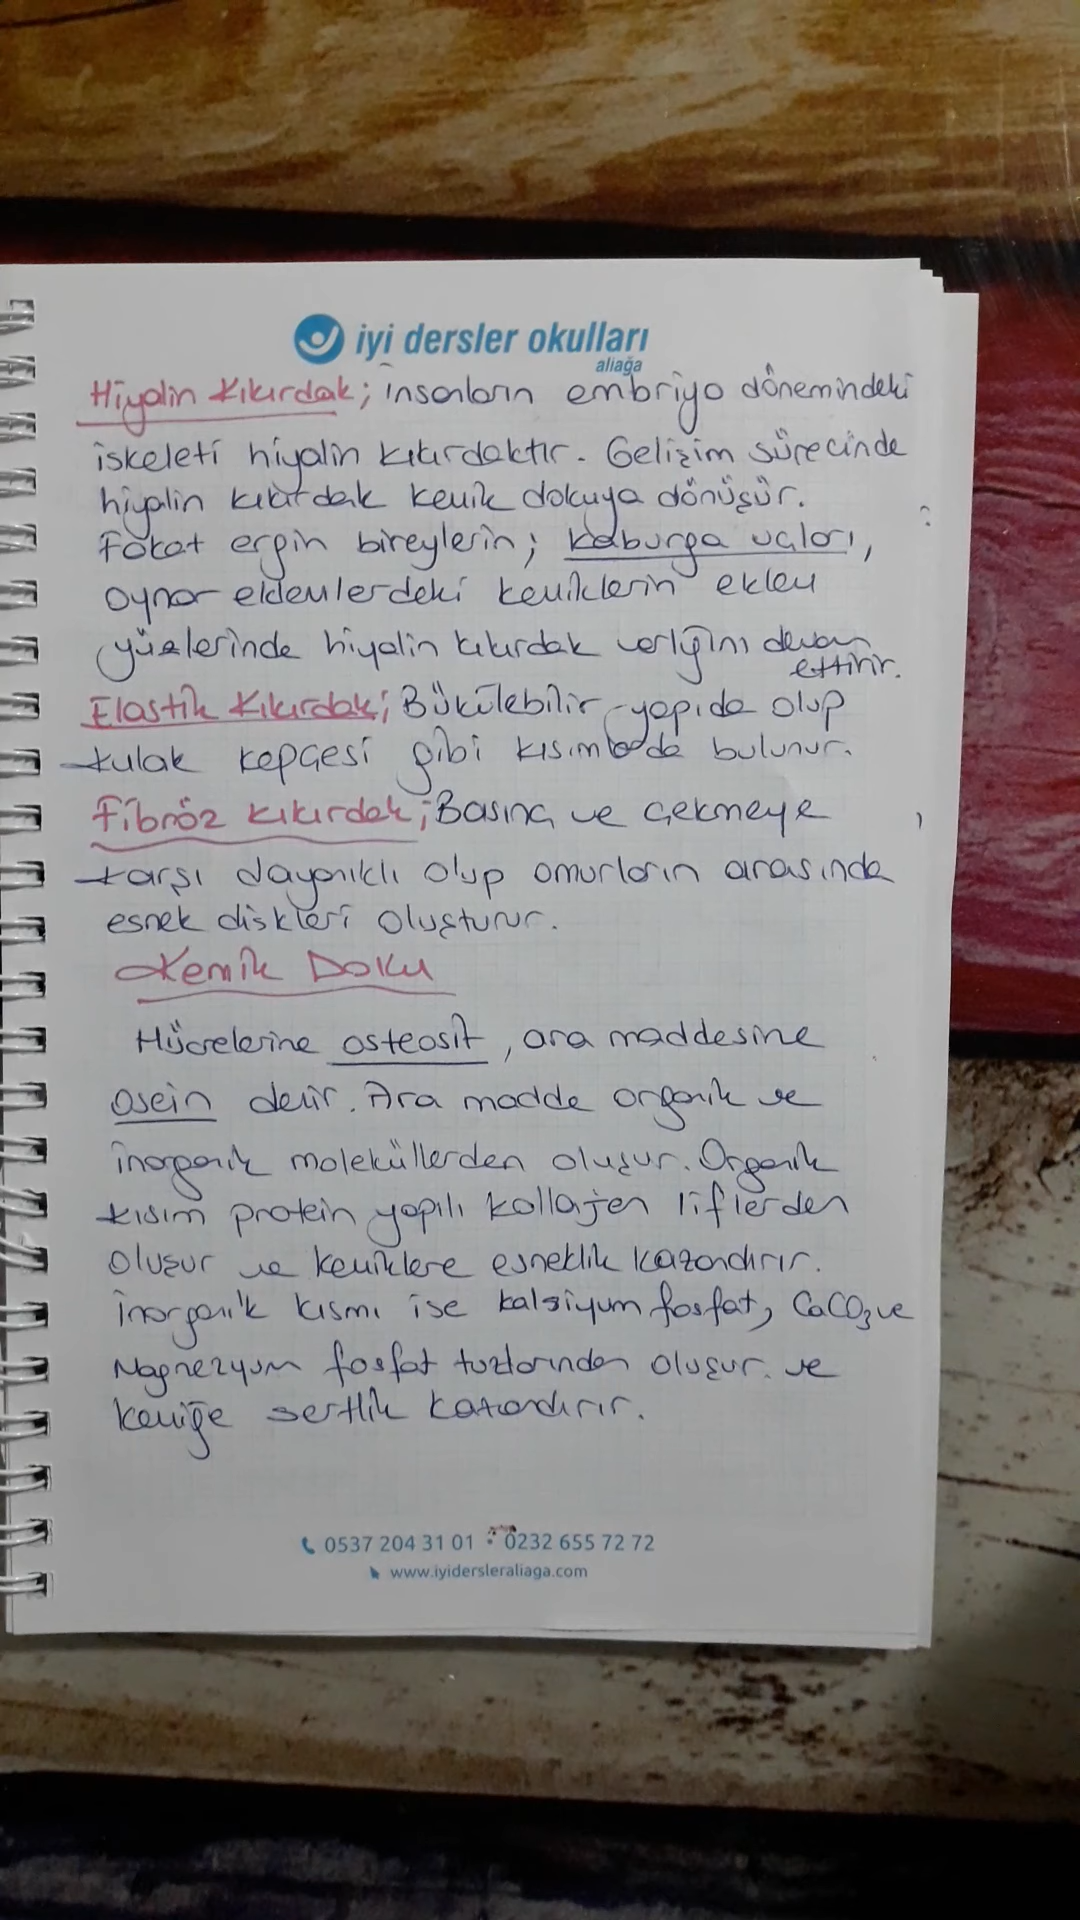 iyi dersler okulları
aliağa
Hiyalin Kıkırdak; insanların embriyo dönemindeki
iskeleti hiyalin kıkırdaktır. Gelişim sürecinde
hiyalin kıkırdak kemik dokuya dönüşür.
Fakat ergin bireylerin; kaburga uçları,
oynar eklemlerdeki kemiklerin eklem
yüzlerinde hiyalin kıkırdak varlığını devam
ettirir.
Elastik Kıkırdak; Bükülebilir yapıda olup
kulak kepçesi gibi kısımlarda bulunur.
Fibröz kıkırdak; Basınç ve çekmeye
karşı dayanıklı olup omurların arasında
esnek diskleri oluşturur.
Kemik Doku
Hücrelerine osteosit, ara maddesine
osein denir. Ara madde organik ve
inorganik moleküllerden oluşur. Organik
kısım protein yapılı kollajen liflerden
oluşur ve kemiklere esneklik kazandırır.
inorganik kısmı ise kalsiyum fosfat, CaCO3 ve
Magnezyum fosfat tuzlarından oluşur. ve
kemiğe sertlik kazandırır.
0537 204 31 01 • 0232 655 72 72
www.iyidersleraliaga.com